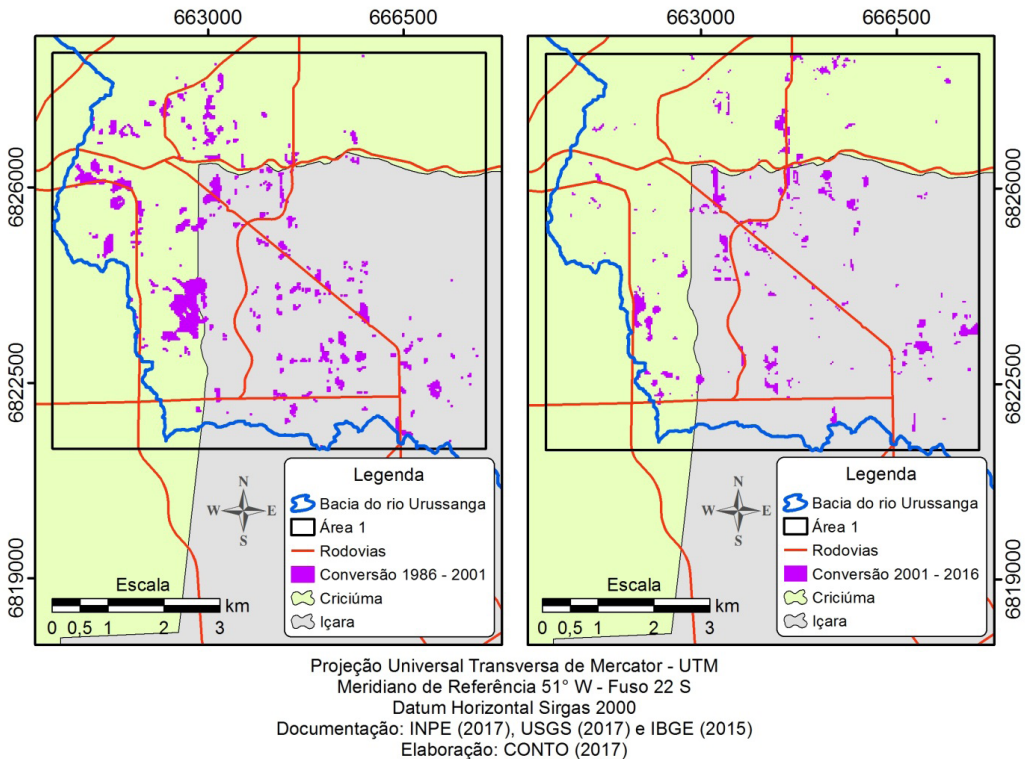 663000 666500 663000 666500
6826000
6822500
6819000
Legenda
Bacia do rio Urussanga
Área 1
Rodovias
Conversão 1986 - 2001
Criciúma
Içara
N
W E
S
Escala
km
0 0,5 1 2 3
Legenda
Bacia do rio Urussanga
Área 1
Rodovias
Conversão 2001 - 2016
Criciúma
Içara
N
W E
S
Escala
km
0 0,5 1 2 3
6826000
6822500
6819000
Projeção Universal Transversa de Mercator - UTM
Meridiano de Referência 51° W - Fuso 22 S
Datum Horizontal Sirgas 2000
Documentação: INPE (2017), USGS (2017) e IBGE (2015)
Elaboração: CONTO (2017)